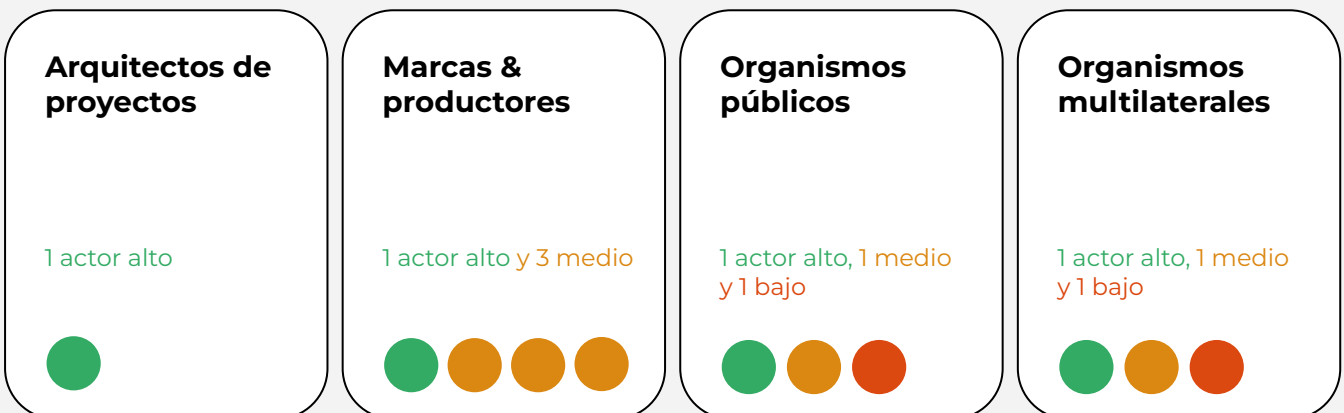 Arquitectos de
proyectos
1 actor alto
Marcas &
productores
1 actor alto y 3 medio
Organismos
públicos
1 actor alto, 1 medio
y 1 bajo
Organismos
multilaterales
1 actor alto, 1 medio
y 1 bajo